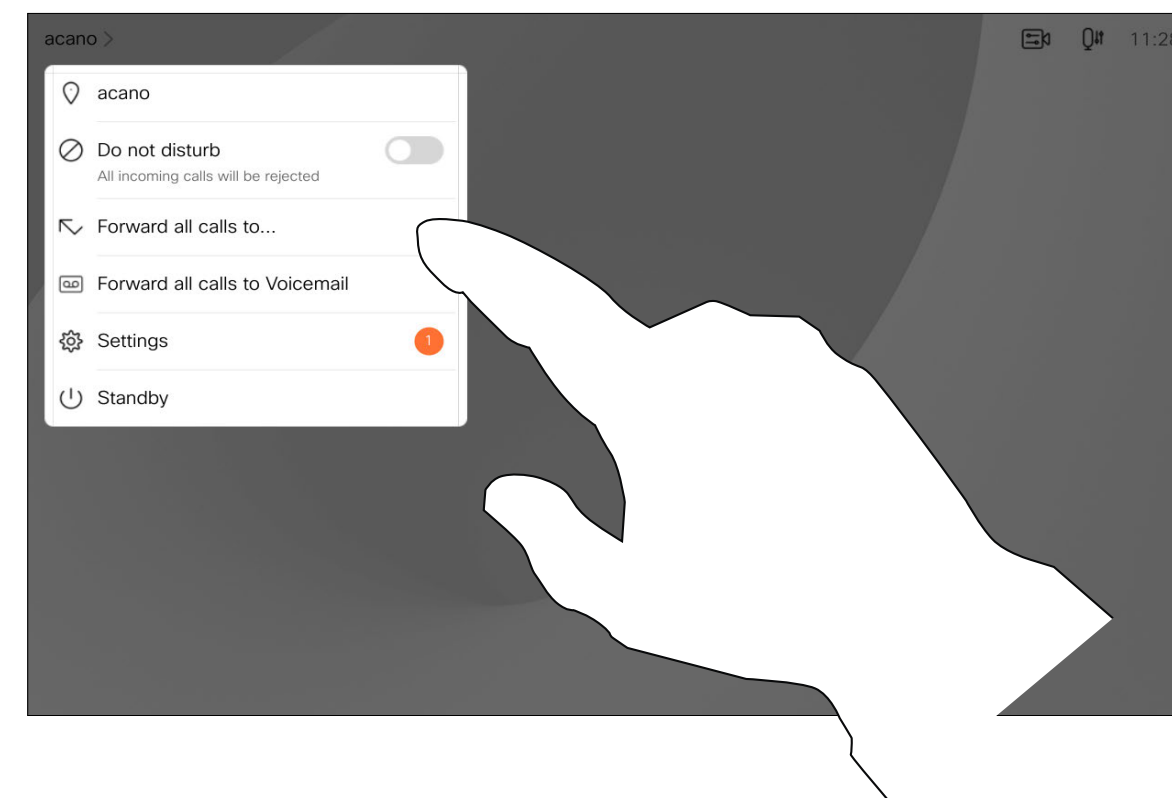 acano >
11:28
acano
Do not disturb
All incoming calls will be rejected
Forward all calls to...
Forward all calls to Voicemail
Settings
1
Standby